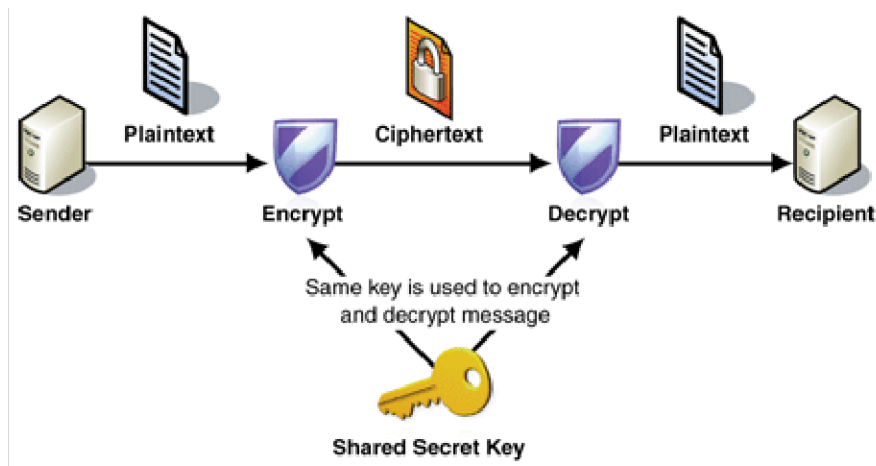 Plaintext
Ciphertext
Plaintext
Sender
Encrypt
Decrypt
Recipient
Same key is used to encrypt
and decrypt message
Shared Secret Key